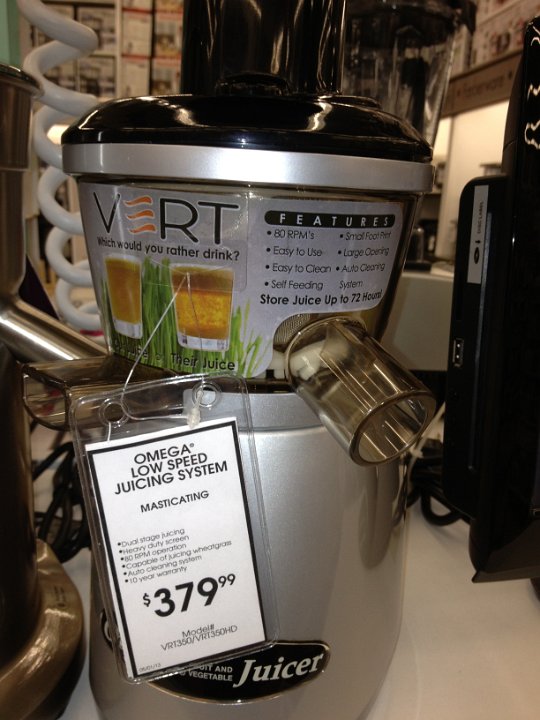 VERT
Which would you rather drink?
FEATURES
• 80 RPM's
• Easy to Use
• Easy to Clean
• Self Feeding
• Small Foot Print
• Large Opening
• Auto Cleaning
System
Store Juice Up to 72 Hours!
Their Juice
OMEGA®
LOW SPEED
JUICING SYSTEM
MASTICATING
•Dual stage juicing
•Heavy duty screen
•80 RPM operation
•Capable of juicing wheatgrass
•Auto cleaning system
•10 year warranty
$379.99
Model#
VRT350/VRT350HD
AND
VEGETABLE
Juicer